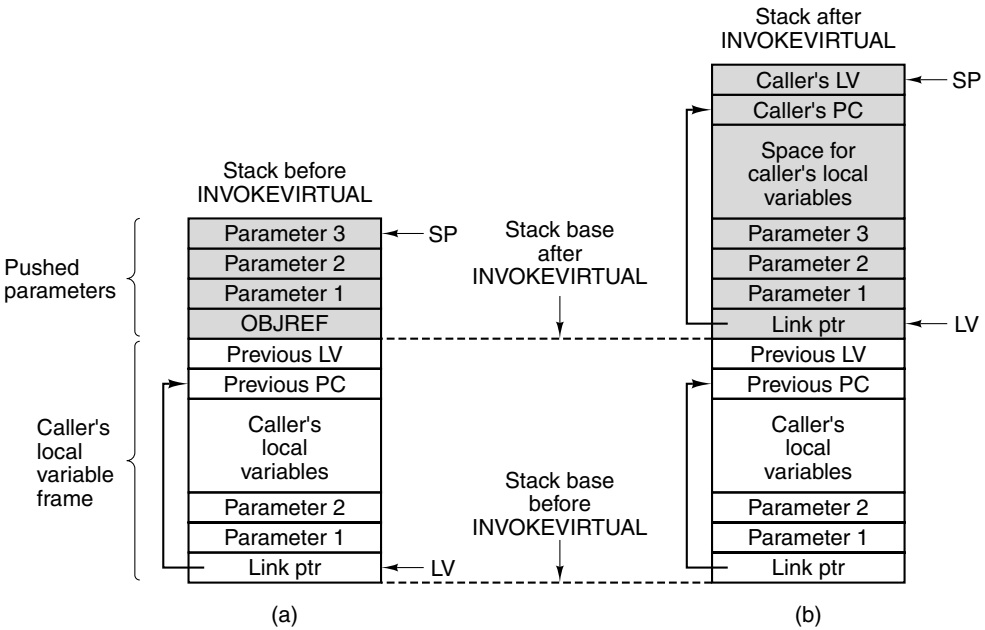 Stack before
INVOKEVIRTUAL
Parameter 3
SP
Parameter 2
Parameter 1
OBJREF
Pushed
parameters
Previous LV
Previous PC
Caller's
local
variables
Parameter 2
Parameter 1
Link ptr
LV
Caller's
local
variable
frame
(a)
Stack base
after
INVOKEVIRTUAL
Stack base
before
INVOKEVIRTUAL
Stack after
INVOKEVIRTUAL
Caller's LV
SP
Caller's PC
Space for
caller's local
variables
Parameter 3
Parameter 2
Parameter 1
Link ptr
LV
Previous LV
Previous PC
Caller's
local
variables
Parameter 2
Parameter 1
Link ptr
(b)